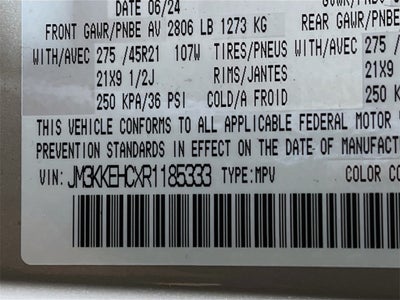 DATE 06/24
FRONT GAWR/PNBE AV 2806 LB 1273 KG REAR GAWR/PNBE
WITH/AVEC 275 /45R21 107W TIRES/PNEUS WITH/AVEC 275
21X9 1/2J RIMS/JANTES 21X9
250 KPA/36 PSI COLD/A FROID 250 K
THIS VEHICLE CONFORMS TO ALL APPLICABLE FEDERAL MOTOR
PREVENTION STANDARDS IN EFFECT ON THE DATE OF MANUFACT
VIN: JM3KKEHCXR1185333 TYPE:MPV COLOR CO